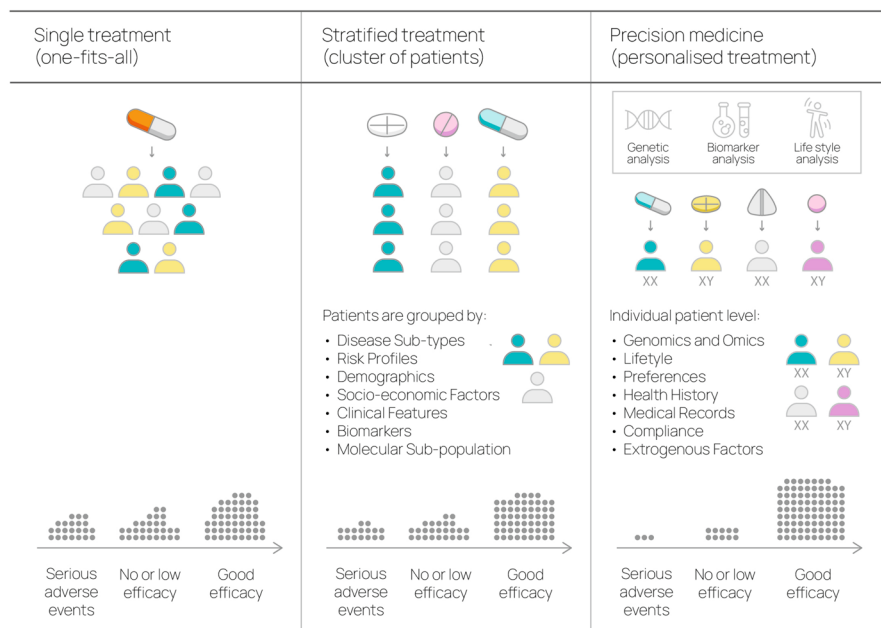 Single treatment
(one-fits-all)
Stratified treatment
(cluster of patients)
Precision medicine
(personalised treatment)
Genetic
analysis
Biomarker
analysis
Life style
analysis
XX
XY
XX
XY
Patients are grouped by:
• Disease Sub-types
• Risk Profiles
• Demographics
• Socio-economic Factors
• Clinical Features
• Biomarkers
• Molecular Sub-population
Individual patient level:
• Genomics and Omics
• Lifetyle
• Preferences
• Health History
• Medical Records
• Compliance
• Extrogenous Factors
XX
XY
XX
XY
Serious
adverse
events
No or low
efficacy
Good
efficacy
Serious
adverse
events
No or low
efficacy
Good
efficacy
Serious
adverse
events
No or low
efficacy
Good
efficacy